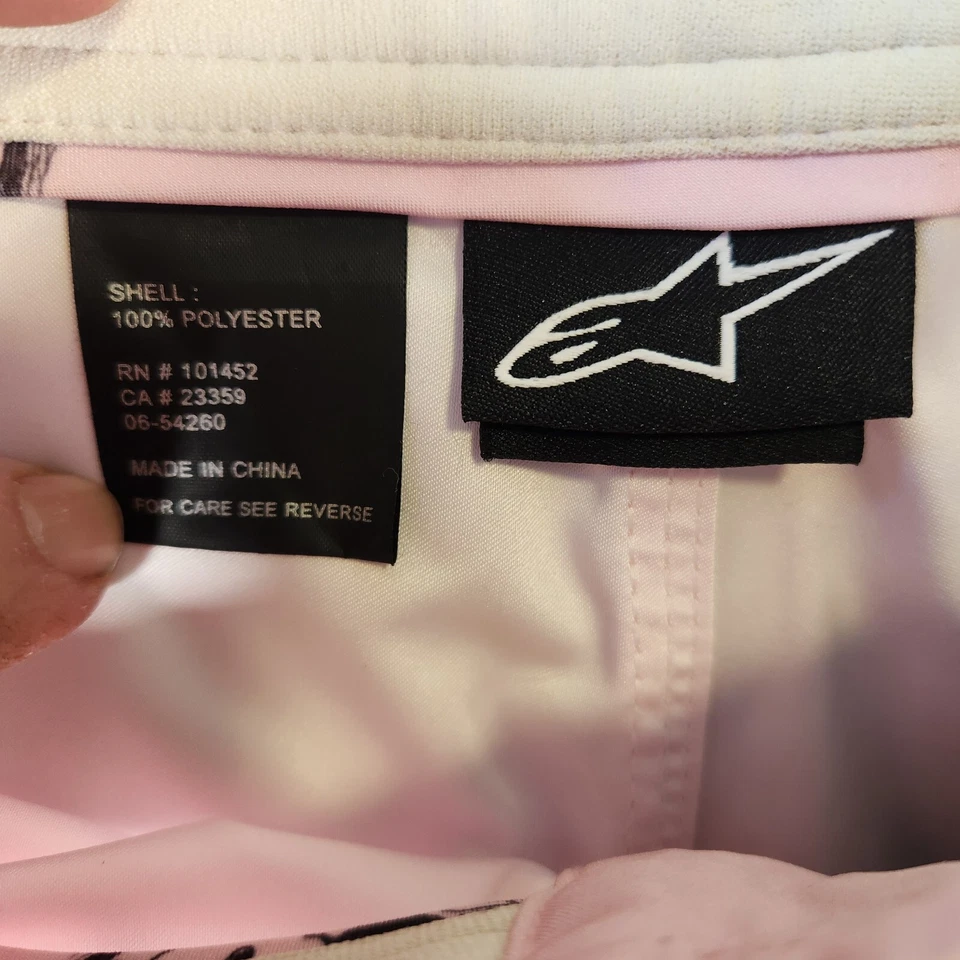 SHELL :
100% POLYESTER
RN # 101452
CA # 23359
06-54260
MADE IN CHINA
FOR CARE SEE REVERSE